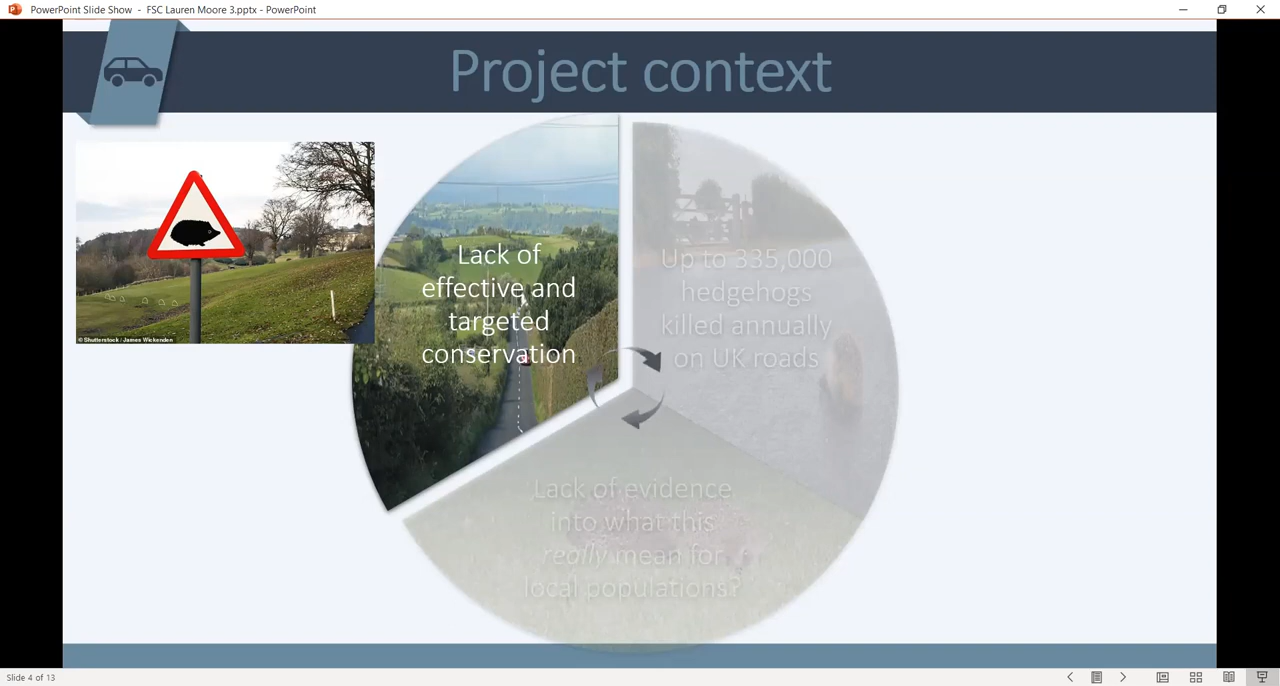 PowerPoint Slide Show - FSC Lauren Moore 3.pptx - PowerPoint
Project context
© Shutterstock / James Wickenden
Lack of
effective and
targeted
conservation
Up to 335,000
hedgehogs
killed annually
on UK roads
Lack of evidence
into what this
really mean for
local populations?
Slide 4 of 13